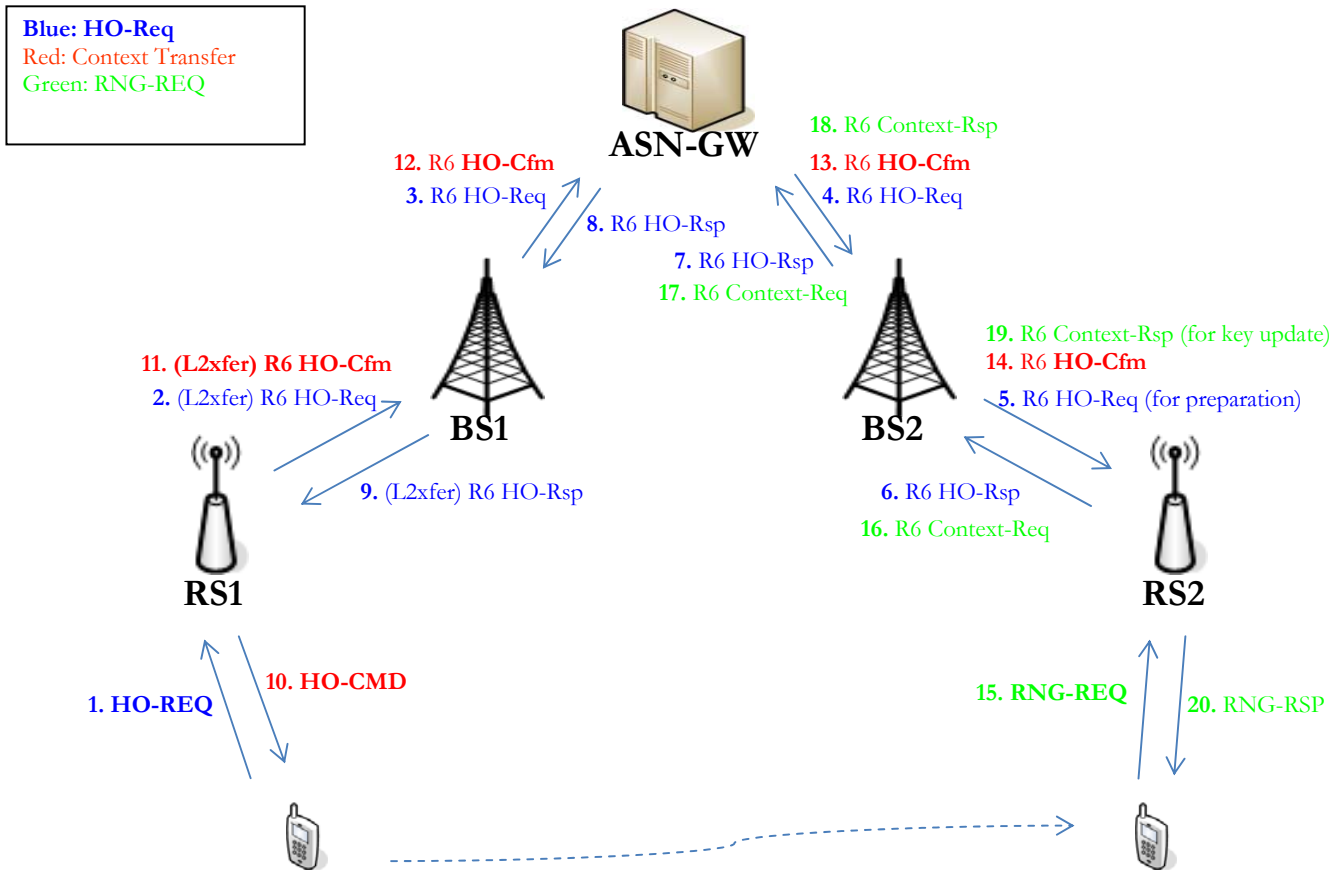 Blue: HO-Req
Red: Context Transfer
Green: RNG-REQ
ASN-GW
18. R6 Context-Rsp
12. R6 HO-Cfm
13. R6 HO-Cfm
3. R6 HO-Req
4. R6 HO-Req
8. R6 HO-Rsp
7. R6 HO-Rsp
17. R6 Context-Req
19. R6 Context-Rsp (for key update)
11. (L2xfer) R6 HO-Cfm
14. R6 HO-Cfm
2. (L2xfer) R6 HO-Req
5. R6 HO-Req (for preparation)
BS1
BS2
9. (L2xfer) R6 HO-Rsp
6. R6 HO-Rsp
16. R6 Context-Req
RS1
RS2
10. HO-CMD
1. HO-REQ
15. RNG-REQ
20. RNG-RSP